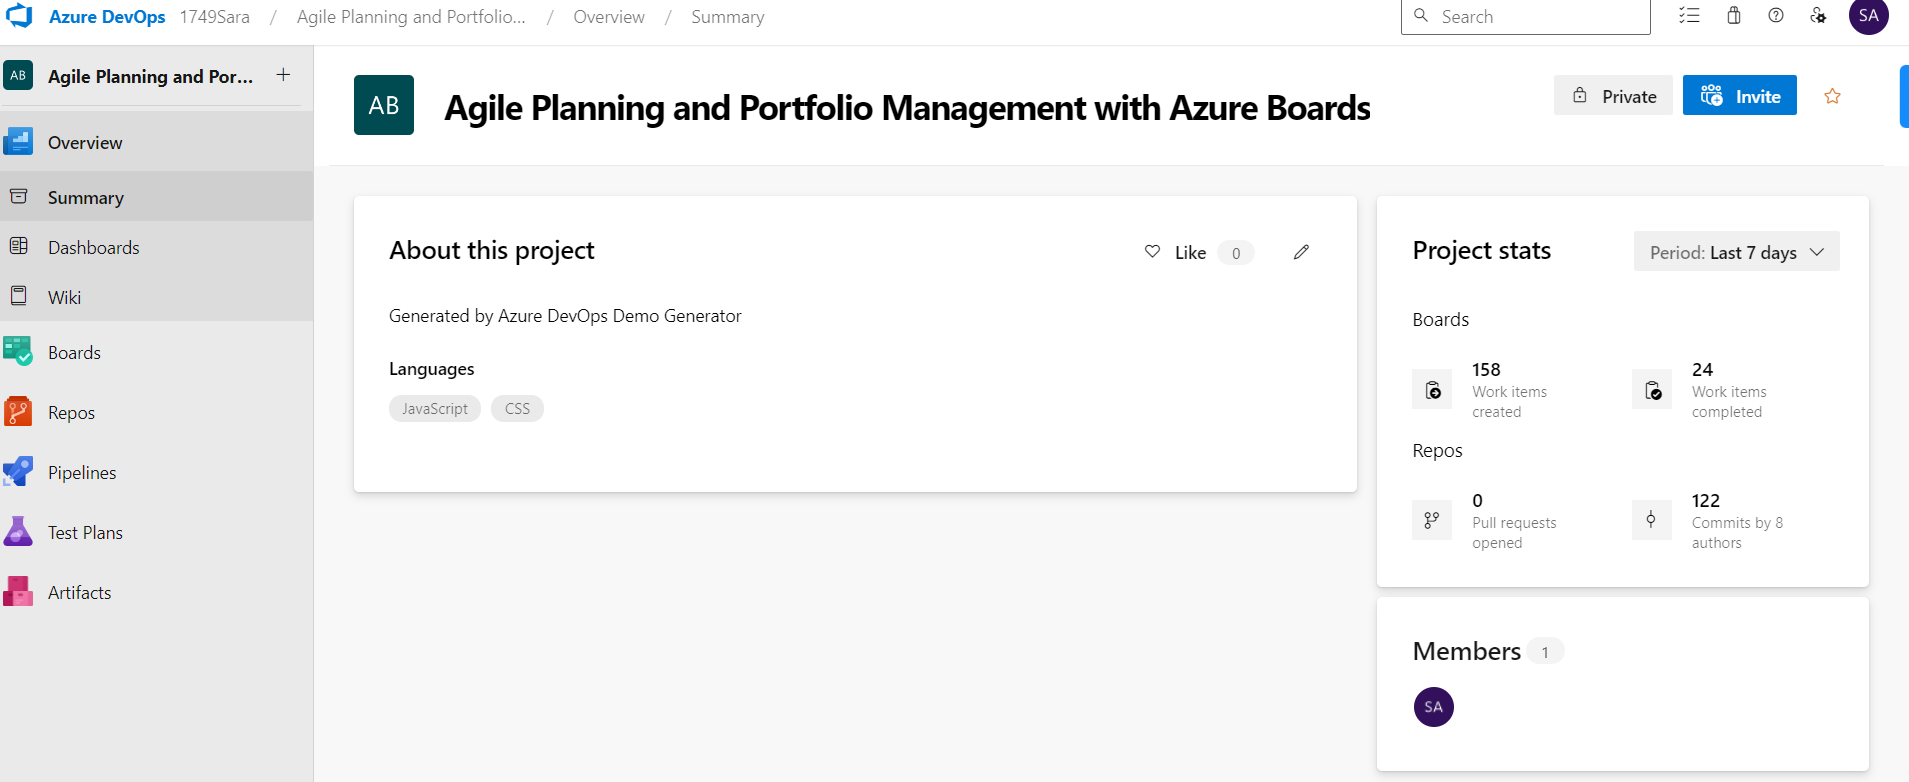 Azure DevOps 1749Sara / Agile Planning and Portfolio... / Overview / Summary
Search
SA
AB Agile Planning and Por... +
Overview
Summary
Dashboards
Wiki
Boards
Repos
Pipelines
Test Plans
Artifacts
AB Agile Planning and Portfolio Management with Azure Boards
Private
Invite
About this project
Like 0
Generated by Azure DevOps Demo Generator
Languages
JavaScript CSS
Project stats
Period: Last 7 days
Boards
158
Work items
created
24
Work items
completed
Repos
0
Pull requests
opened
122
Commits by 8
authors
Members 1
SA